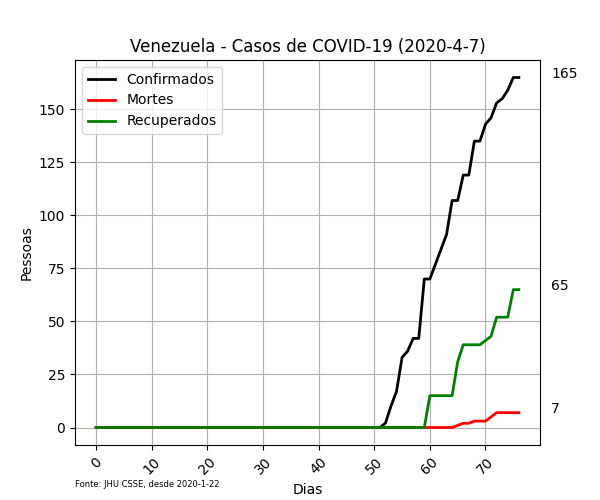 Venezuela - Casos de COVID-19 (2020-4-7)
Confirmados
Mortes
Recuperados
165
65
7
150
125
100
75
50
25
0
Pessoas
0 10 20 30 40 50 60 70
Dias
Fonte: JHU CSSE, desde 2020-1-22